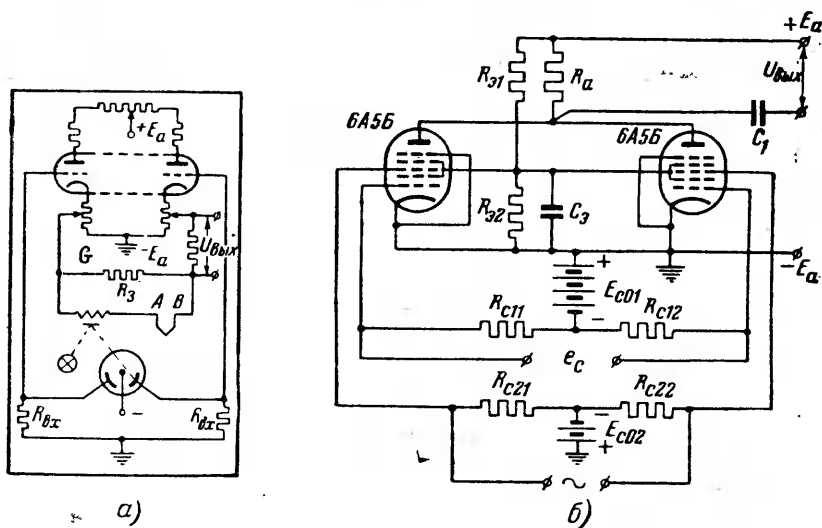 +Eₐ
G
-Eₐ
Uвых
R₃
A B
Rвх
Rвх
-
а)
+Eₐ
Rэ1
Rₐ
Uвых
6А5Б
6А5Б
C₁
Rэ2
Cэ
-Eₐ
+
Ec01
-
Rc11
Rc12
ec
Rc21
Rc22
-
Ec02
+
~
б)